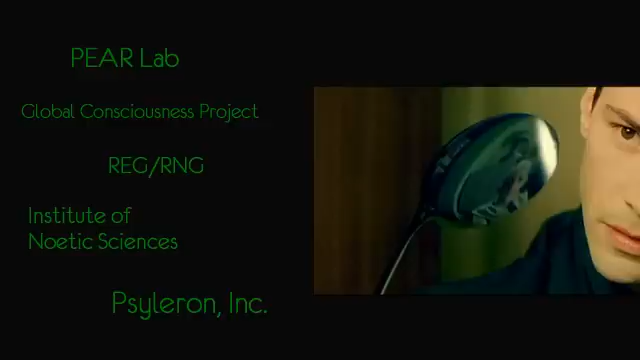 PEAR Lab
Global Consciousness Project
REG/RNG
Institute of
Noetic Sciences
Psyleron, Inc.